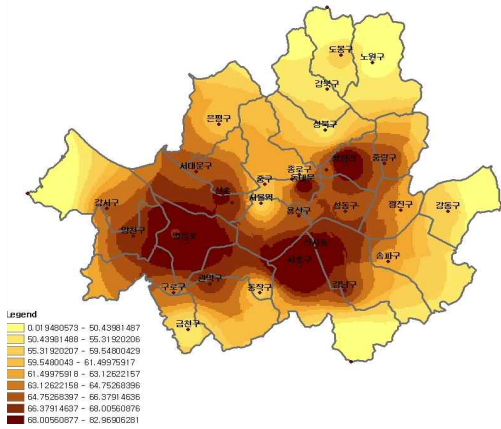 도봉구
노원구
강북구
은평구
성북구
종로구
중랑구
서대문구
동대문
중구
신촌
서울역
강서구
성동구
광진구
강동구
용산구
양천구
영등포
서초구
송파구
관악구
강남구
구로구
동작구
금천구
Legend
0.019480573 - 50.43981487
50.43981488 - 55.31920206
55.31920207 - 59.54800429
59.5480043 - 61.49975917
61.49975918 - 63.12622157
63.12622158 - 64.75268396
64.75268397 - 66.37914636
66.37914637 - 68.00560876
68.00560877 - 82.96906281